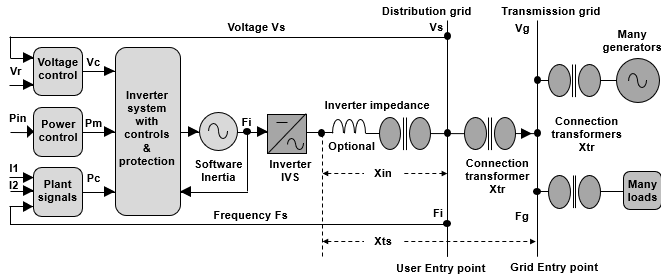 Distribution grid
Transmission grid
Voltage Vs
Vs
Vg
Many
generators
Vr
Voltage
control
Vc
Inverter
system
with
controls
&
protection
Pin
Power
control
Pm
Fi
Software
Inertia
Inverter
IVS
Inverter impedance
Optional
Connection
transformer
Xtr
Connection
transformers
Xtr
I1
I2
Plant
signals
Pc
Xin
Many
loads
Frequency Fs
Fi
Fg
Xts
User Entry point
Grid Entry point